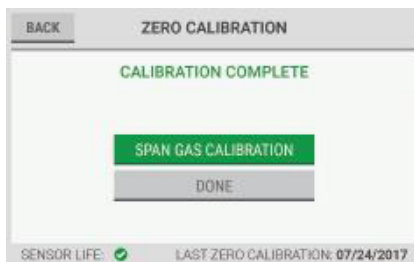 BACK ZERO CALIBRATION
CALIBRATION COMPLETE
SPAN GAS CALIBRATION
DONE
SENSOR LIFE: LAST ZERO CALIBRATION: 07/24/2017